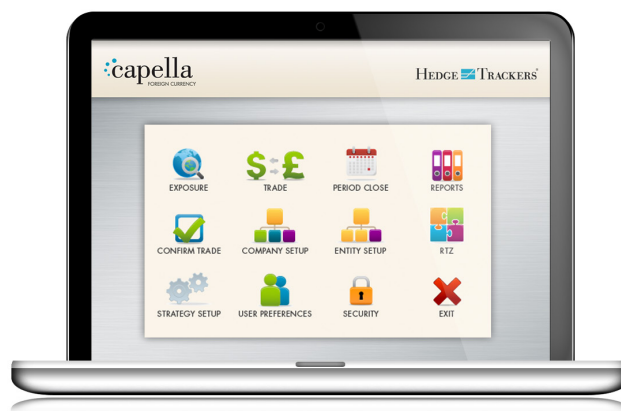 capella
FOREIGN CURRENCY
HEDGE TRACKERS
EXPOSURE
TRADE
PERIOD CLOSE
REPORTS
CONFIRM TRADE
COMPANY SETUP
ENTITY SETUP
RTZ
STRATEGY SETUP
USER PREFERENCES
SECURITY
EXIT